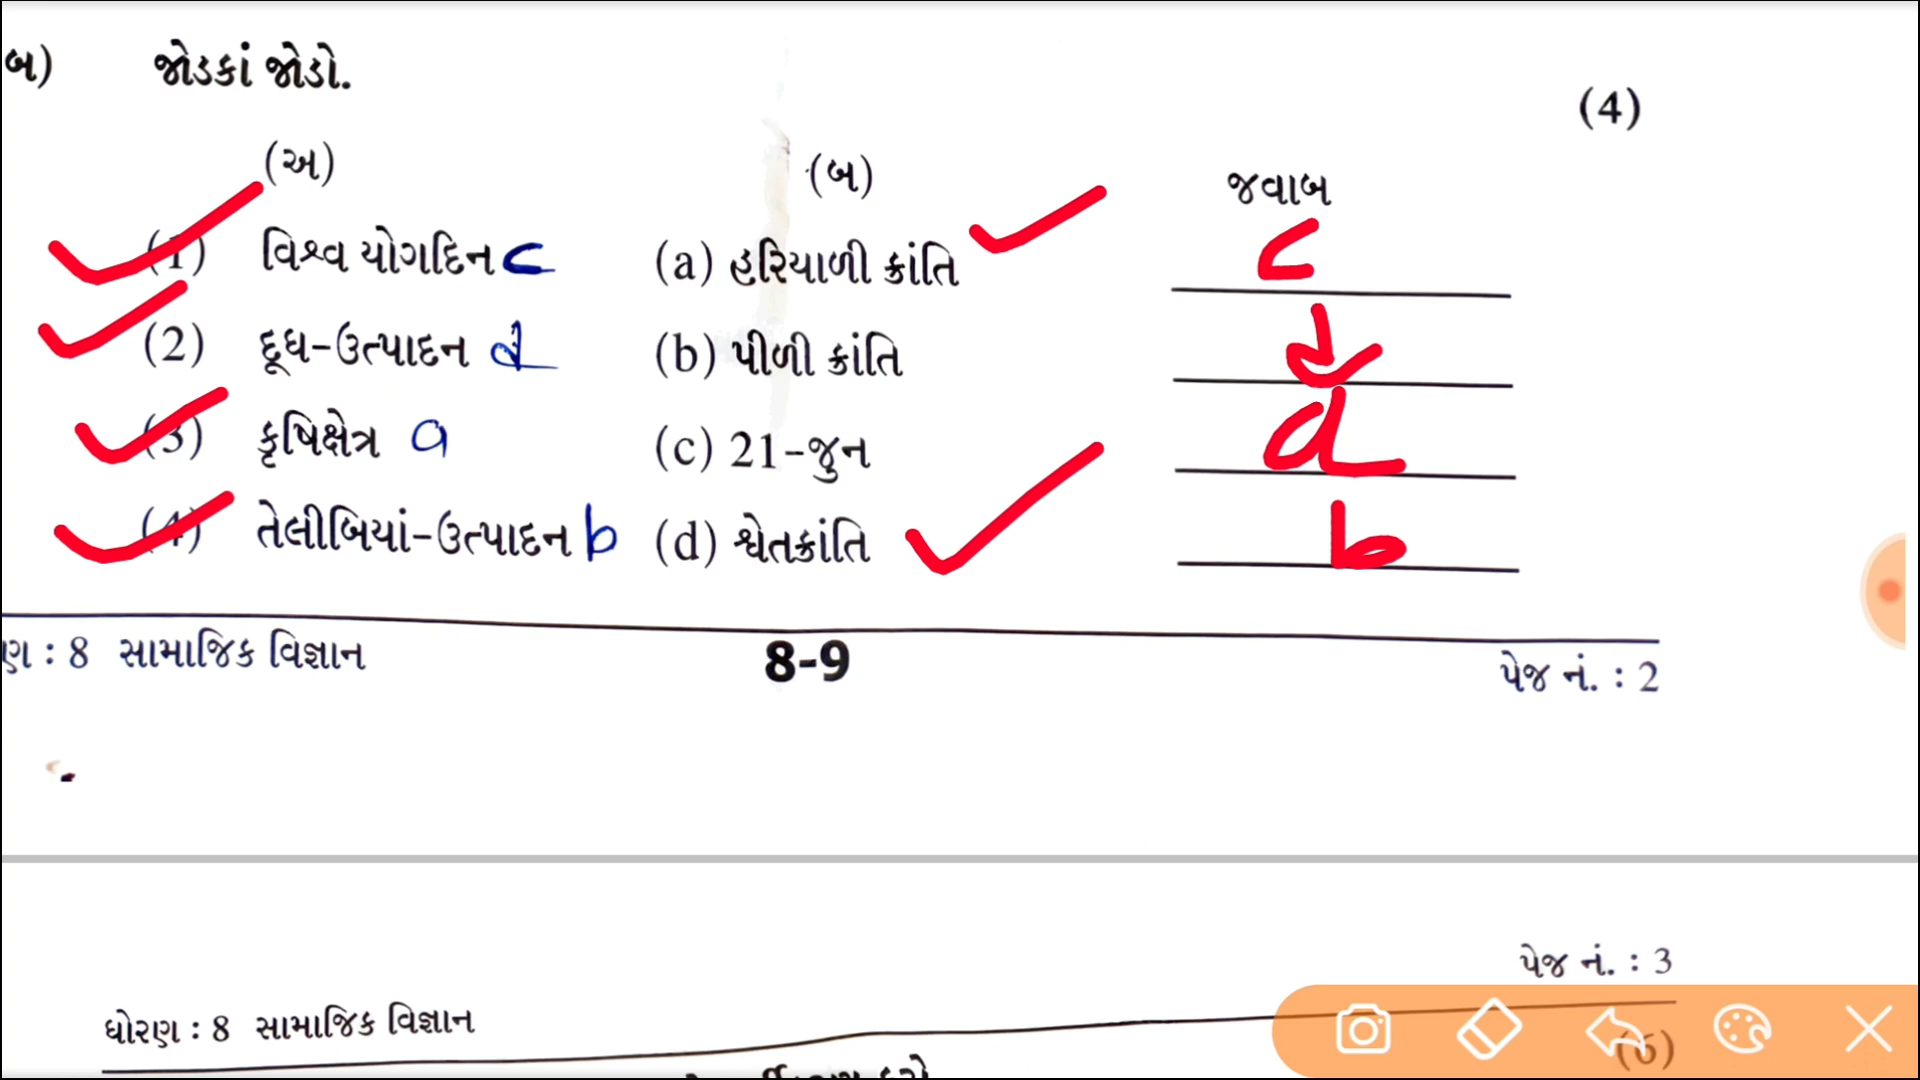 બ) જોડકાં જોડો.
(4)
(અ) (બ) જવાબ
(1) વિશ્વ યોગદિન c (a) હરિયાળી ક્રાંતિ c
(2) દૂધ-ઉત્પાદન d (b) પીળી ક્રાંતિ d
(3) કૃષિક્ષેત્ર a (c) 21-જુન a
(4) તેલીબિયાં-ઉત્પાદન b (d) શ્વેતક્રાંતિ b
ણ : 8 સામાજિક વિજ્ઞાન 8-9 પેજ નં. : 2
પેજ નં. : 3
ધોરણ : 8 સામાજિક વિજ્ઞાન
(6)